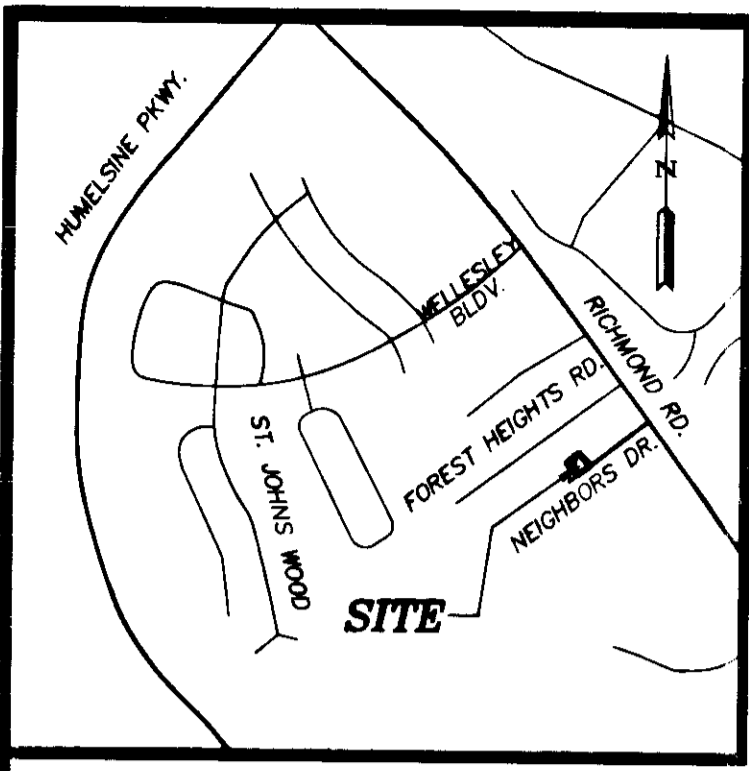 HUMELSINE PKWY.
N
WELLESLEY
BLDV.
RICHMOND RD.
FOREST HEIGHTS RD.
ST. JOHNS WOOD
NEIGHBORS DR.
SITE